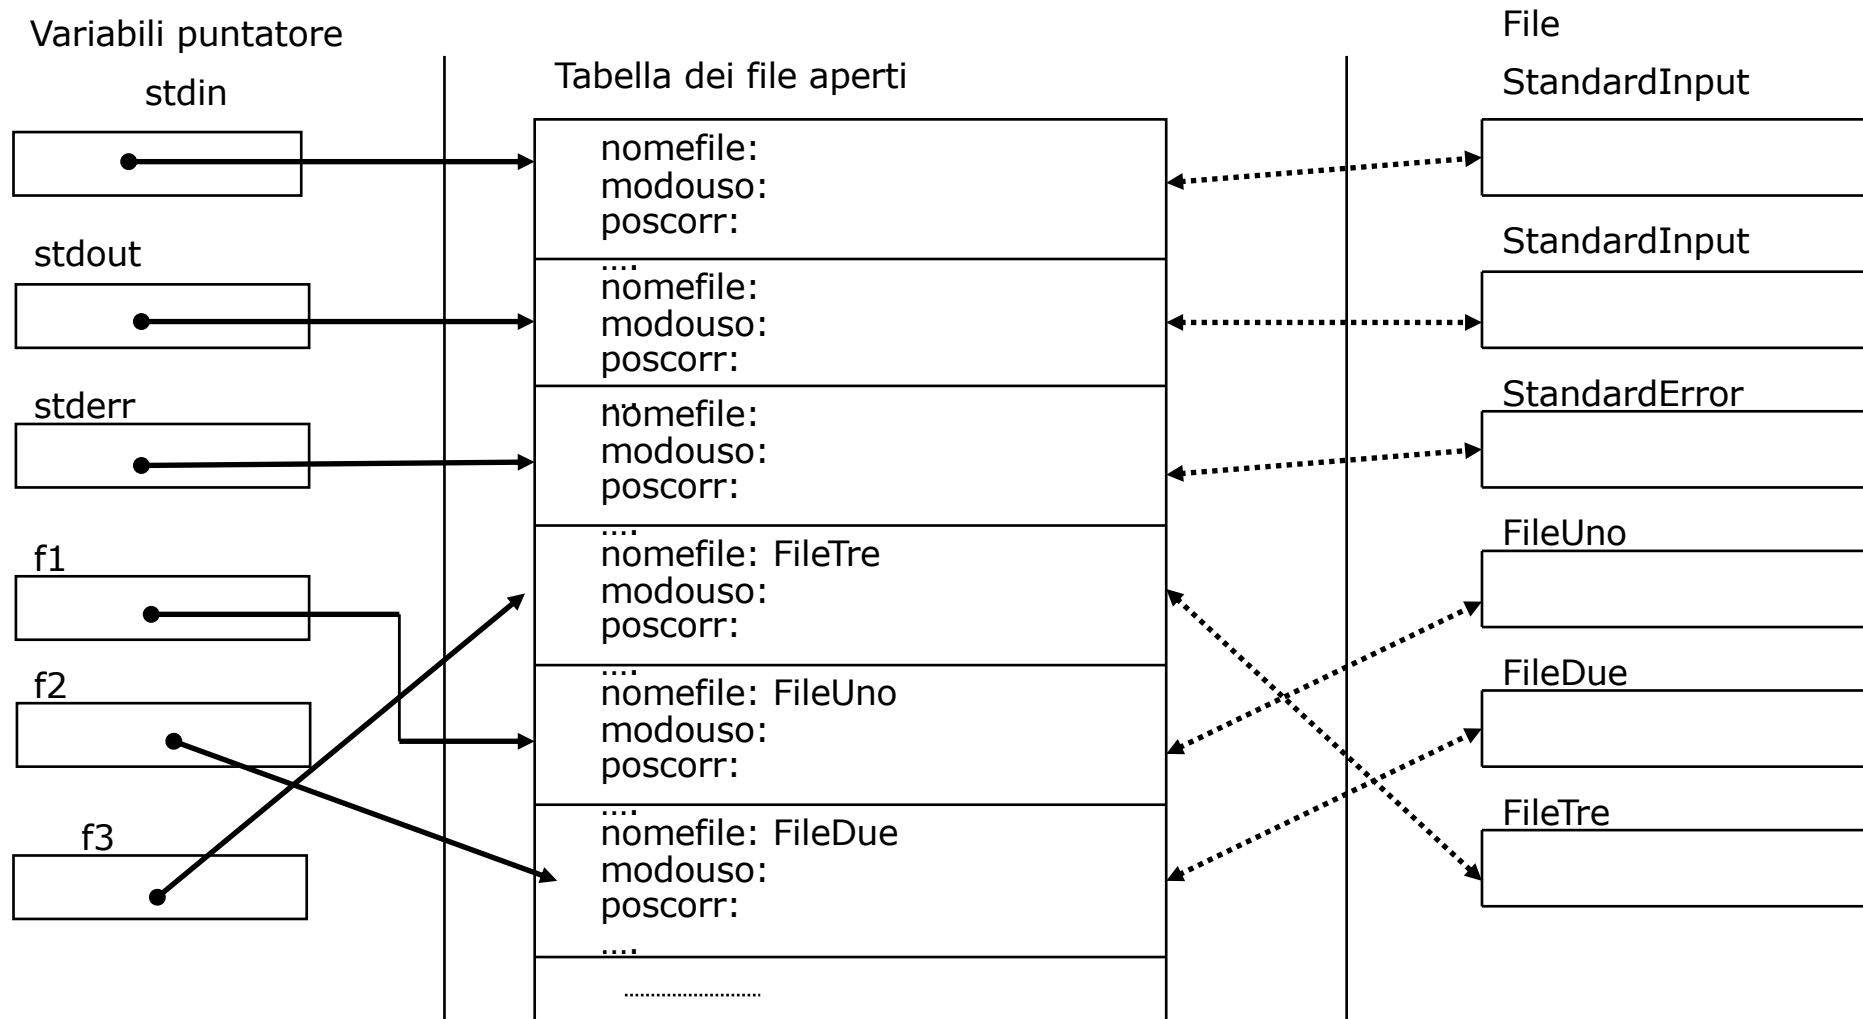 Variabili puntatore
stdin
stdout
stderr
f1
f2
f3
Tabella dei file aperti
nomefile:
modouso:
poscorr:
....
nomefile:
modouso:
poscorr:
....
nomefile:
modouso:
poscorr:
....
nomefile: FileTre
modouso:
poscorr:
....
nomefile: FileUno
modouso:
poscorr:
....
nomefile: FileDue
modouso:
poscorr:
....
File
StandardInput
StandardInput
StandardError
FileUno
FileDue
FileTre